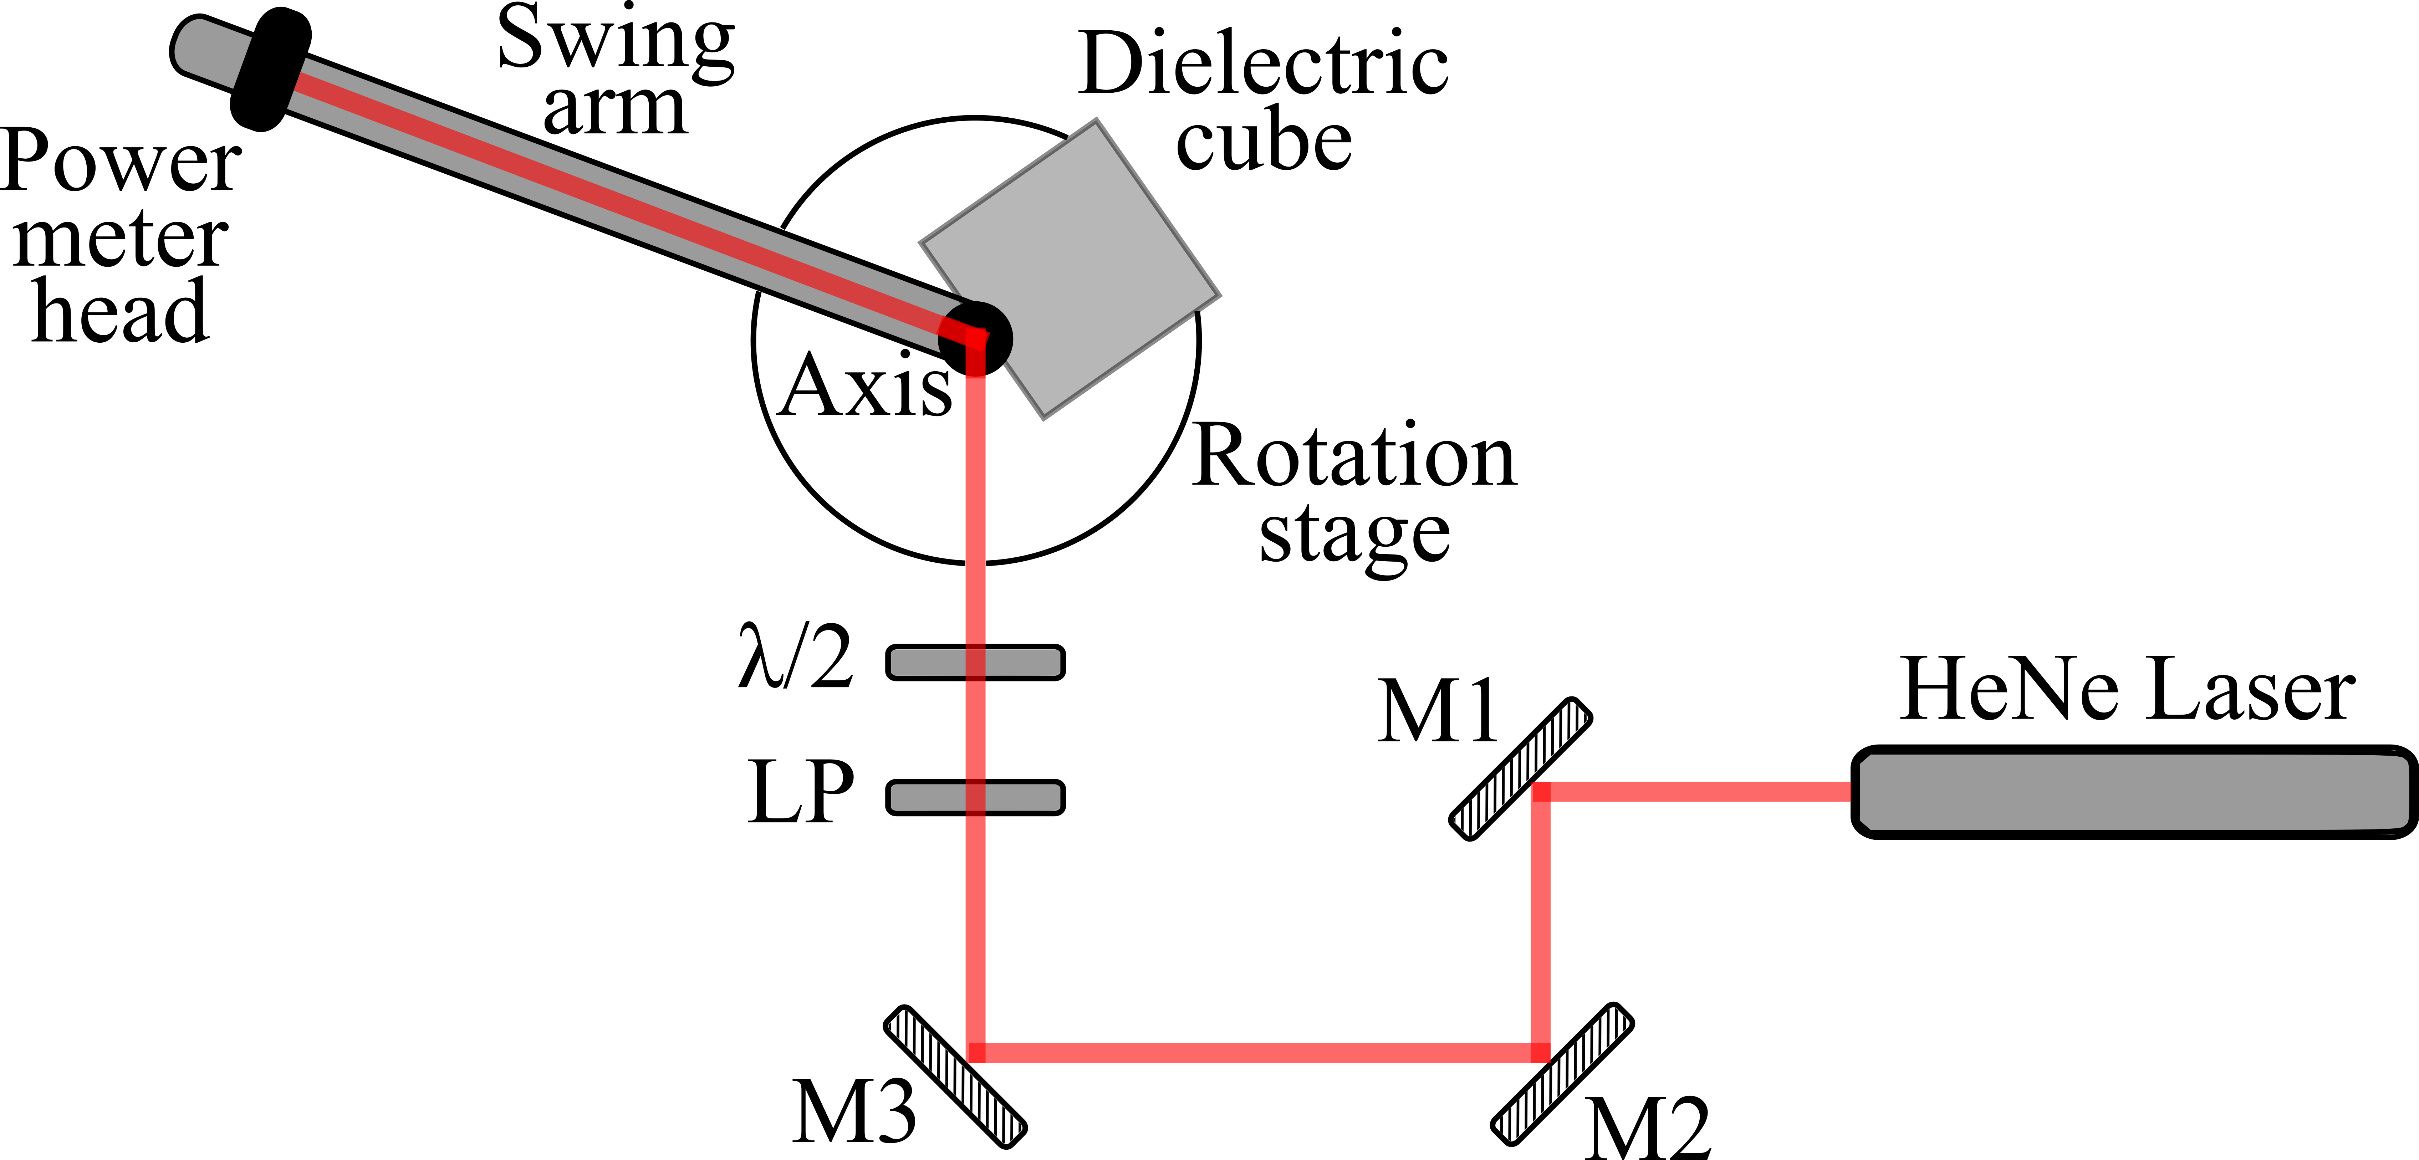 Swing
arm
Dielectric
cube
Power
meter
head
Axis
Rotation
stage
λ/2
LP
M1
HeNe Laser
M3
M2